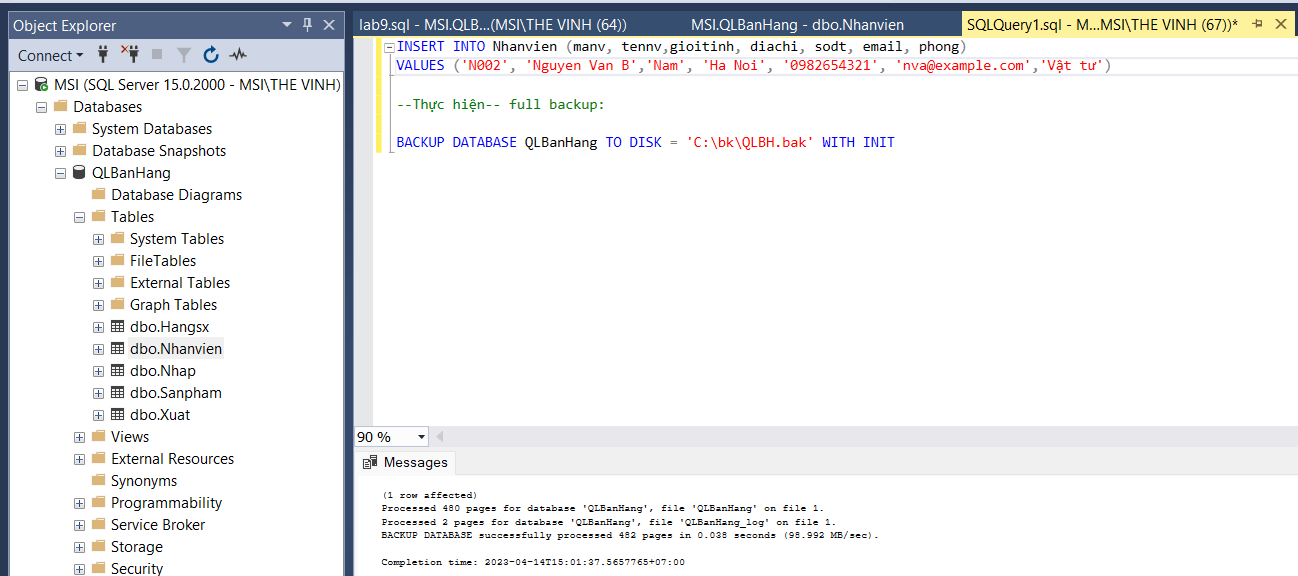 Object Explorer
Connect
MSI (SQL Server 15.0.2000 - MSI\THE VINH)
Databases
System Databases
Database Snapshots
QLBanHang
Database Diagrams
Tables
System Tables
FileTables
External Tables
Graph Tables
dbo.Hangsx
dbo.Nhanvien
dbo.Nhap
dbo.Sanpham
dbo.Xuat
Views
External Resources
Synonyms
Programmability
Service Broker
Storage
Security
lab9.sql - MSI.QLB...(MSI\THE VINH (64))
MSI.QLBanHang - dbo.Nhanvien
SQLQuery1.sql - M...MSI\THE VINH (67))*
INSERT INTO Nhanvien (manv, tennv,gioitinh, diachi, sodt, email, phong)
VALUES ('N002', 'Nguyen Van B','Nam', 'Ha Noi', '0982654321', 'nva@example.com','Vật tư')
--Thực hiện-- full backup:
BACKUP DATABASE QLBanHang TO DISK = 'C:\bk\QLBH.bak' WITH INIT
90 %
Messages
(1 row affected)
Processed 480 pages for database 'QLBanHang', file 'QLBanHang' on file 1.
Processed 2 pages for database 'QLBanHang', file 'QLBanHang_log' on file 1.
BACKUP DATABASE successfully processed 482 pages in 0.038 seconds (98.992 MB/sec).
Completion time: 2023-04-14T15:01:37.5657765+07:00